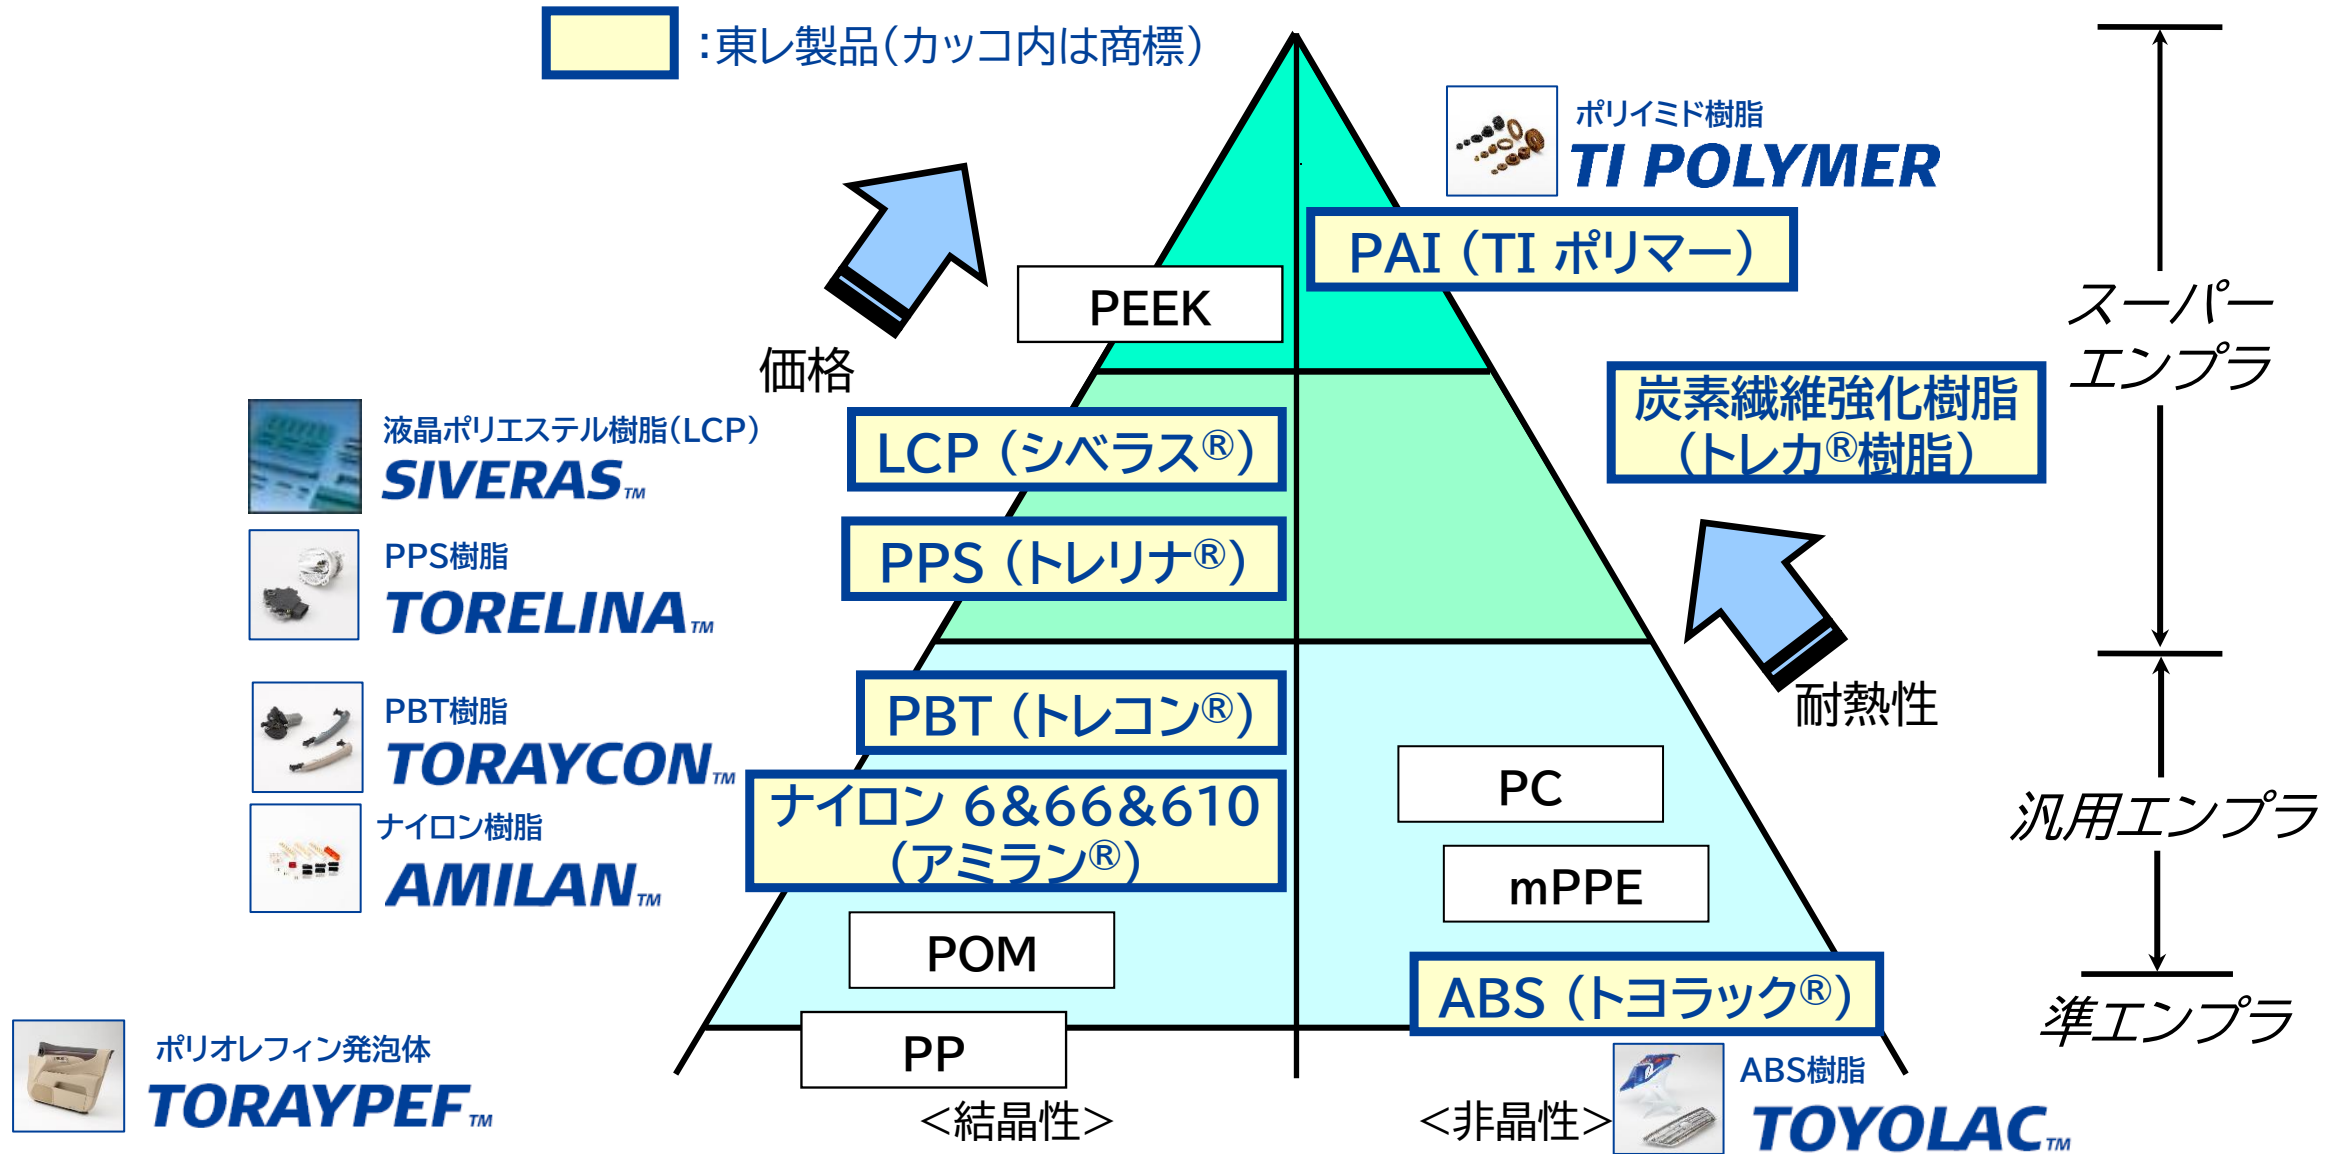 :東レ製品(カッコ内は商標)
ポリイミド樹脂
TI POLYMER
PAI (TI ポリマー)
PEEK
スーパー
エンプラ
価格
炭素繊維強化樹脂
(トレカ®樹脂)
液晶ポリエステル樹脂(LCP)
SIVERAS™
LCP (シベラス®)
PPS樹脂
TORELINA™
PPS (トレリナ®)
耐熱性
PBT樹脂
TORAYCON™
PBT (トレコン®)
PC
ナイロン樹脂
AMILAN™
ナイロン 6&66&610
(アミラン®)
汎用エンプラ
mPPE
POM
ABS (トヨラック®)
準エンプラ
PP
ポリオレフィン発泡体
TORAYPEF™
<結晶性>
<非晶性>
ABS樹脂
TOYOLAC™